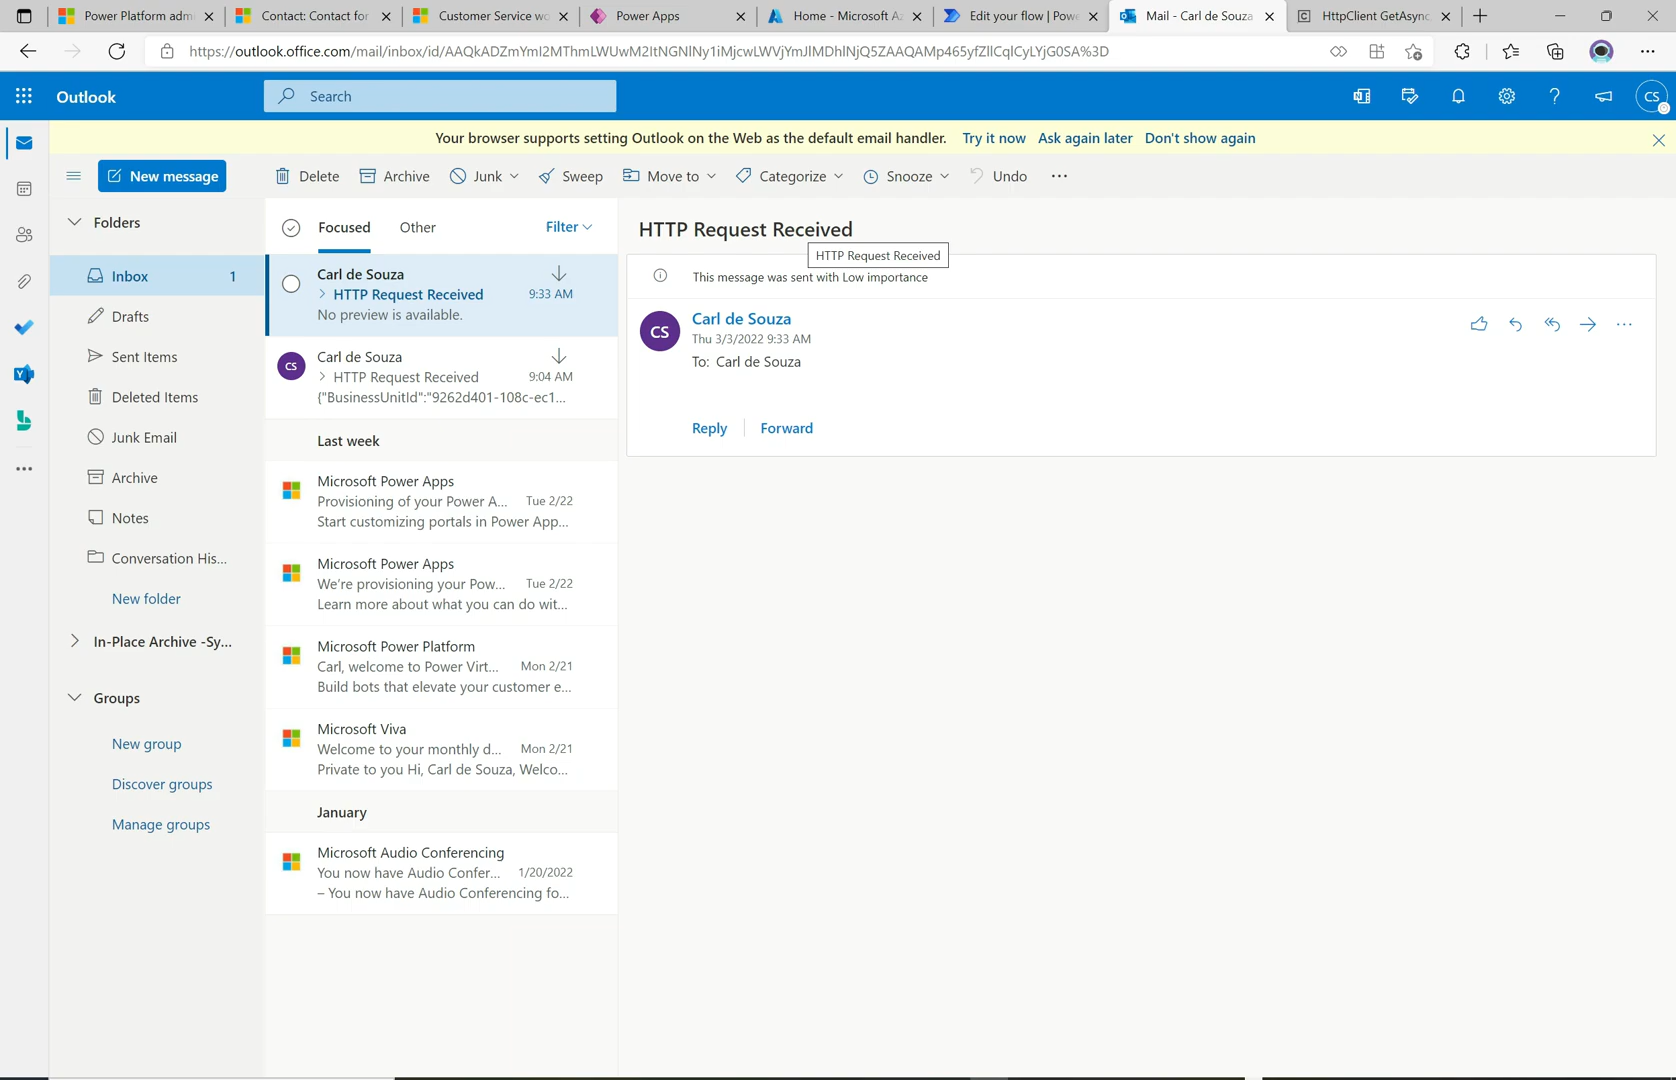 Power Platform adm
Contact: Contact for
Customer Service wo
Power Apps
Home - Microsoft Az
Edit your flow | Powe
Mail - Carl de Souza
HttpClient GetAsync,
Outlook
Search
CS
Your browser supports setting Outlook on the Web as the default email handler. Try it now Ask again later Don't show again
New message
Delete Archive Junk Sweep Move to Categorize Snooze Undo
Folders
Inbox 1
Drafts
Sent Items
Deleted Items
Junk Email
Archive
Notes
Conversation His...
New folder
In-Place Archive -Sy...
Groups
New group
Discover groups
Manage groups
Focused Other Filter
Carl de Souza
HTTP Request Received 9:33 AM
No preview is available.
CS
Carl de Souza
HTTP Request Received 9:04 AM
{"BusinessUnitId":"9262d401-108c-ec1...
Last week
Microsoft Power Apps
Provisioning of your Power A... Tue 2/22
Start customizing portals in Power App...
Microsoft Power Apps
We're provisioning your Pow... Tue 2/22
Learn more about what you can do wit...
Microsoft Power Platform
Carl, welcome to Power Virt... Mon 2/21
Build bots that elevate your customer e...
Microsoft Viva
Welcome to your monthly d... Mon 2/21
Private to you Hi, Carl de Souza, Welco...
January
Microsoft Audio Conferencing
You now have Audio Confer... 1/20/2022
– You now have Audio Conferencing fo...
HTTP Request Received
HTTP Request Received
This message was sent with Low importance
CS
Carl de Souza
Thu 3/3/2022 9:33 AM
To: Carl de Souza
Reply Forward